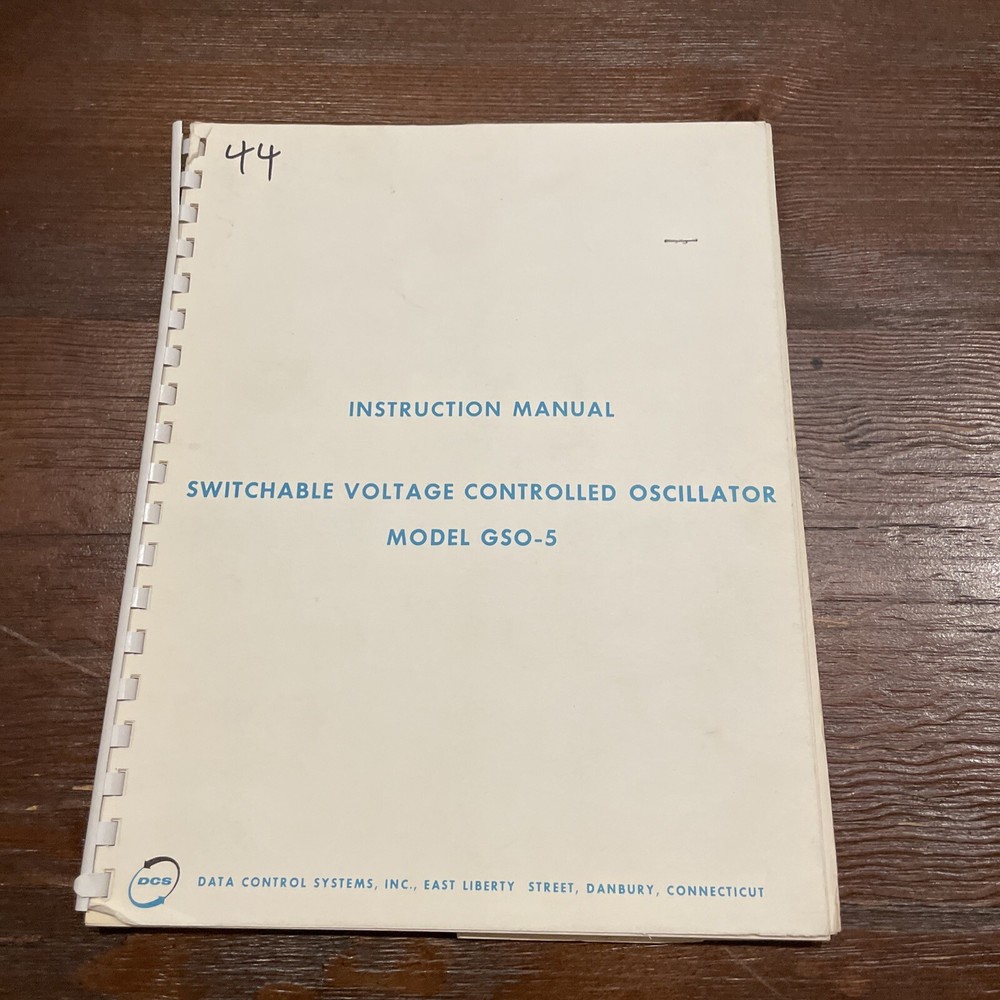 44
INSTRUCTION MANUAL
SWITCHABLE VOLTAGE CONTROLLED OSCILLATOR
MODEL GSO-5
DCS
DATA CONTROL SYSTEMS, INC., EAST LIBERTY STREET, DANBURY, CONNECTICUT